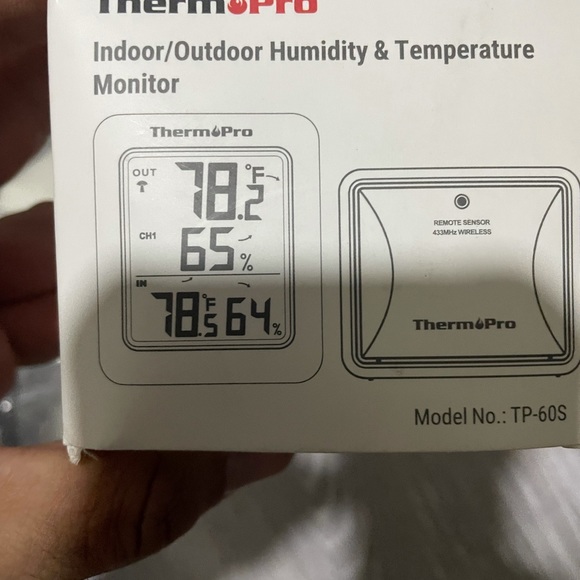 ThermoPro
Indoor/Outdoor Humidity & Temperature
Monitor
ThermoPro
OUT 78.2 °F
CH1 65 %
IN
78.5 °F 64 %
REMOTE SENSOR
433MHz WIRELESS
ThermoPro
Model No.: TP-60S